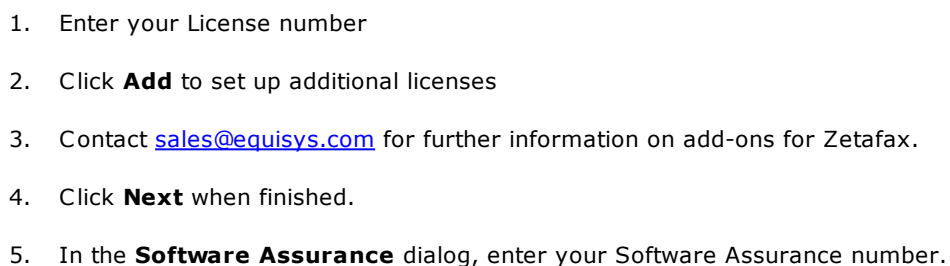 1. Enter your License number
2. Click Add to set up additional licenses
3. Contact sales@equisys.com for further information on add-ons for Zetafax.
4. Click Next when finished.
5. In the Software Assurance dialog, enter your Software Assurance number.